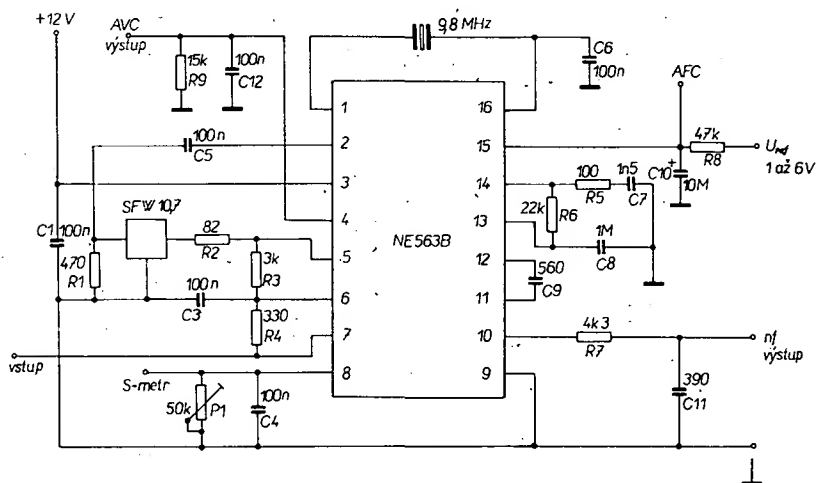 +12 V
AVC
výstup
15k
R9
100n
C12
9,8 MHz
C6
100n
AFC
1
2
3
4
5
6
7
8
16
15
14
13
12
11
10
9
NE563B
100n
C5
47k
R8
1 až 6V
C10
+
10M
100
R5
1n5
C7
22k
R6
1M
C8
560
C9
SFW 10,7
82
R2
C1
100n
470
R1
3k
R3
100n
C3
330
R4
vstup
S-metr
50k
P1
100n
C4
4k3
R7
nf
výstup
390
C11